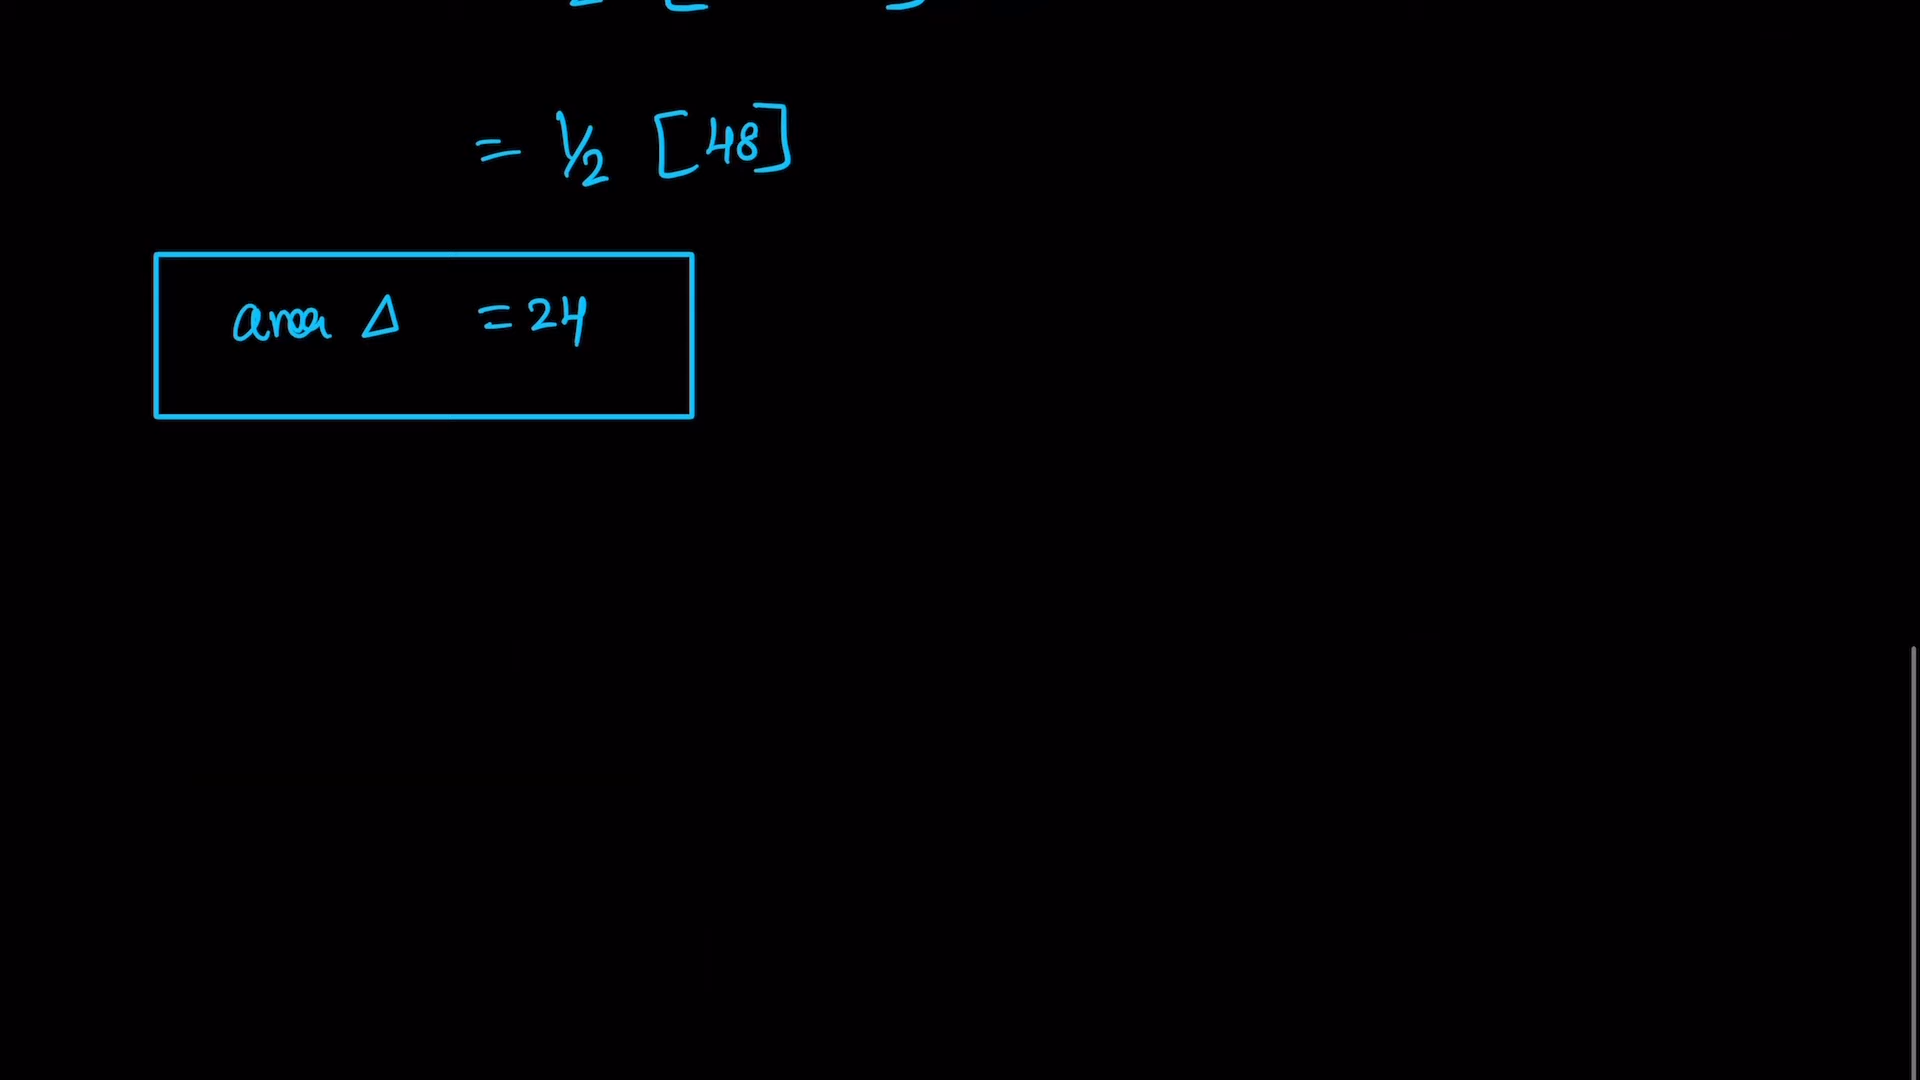 = 1/2 [48]
area Δ = 24